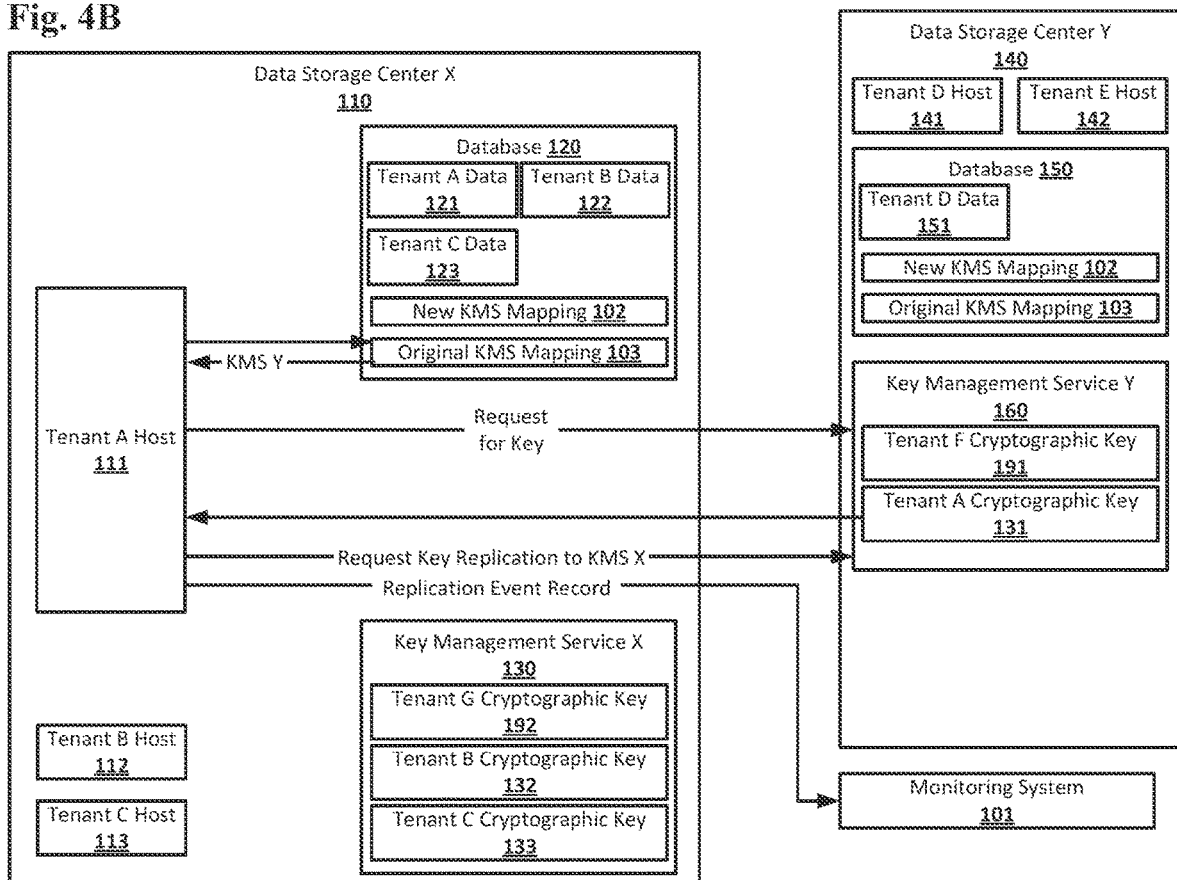 Fig. 4B
Data Storage Center X
110
Database 120
Tenant A Data
121
Tenant B Data
122
Tenant C Data
123
New KMS Mapping 102
Original KMS Mapping 103
KMS Y
Tenant A Host
111
Request
for Key
Request Key Replication to KMS X
Replication Event Record
Key Management Service X
130
Tenant G Cryptographic Key
192
Tenant B Cryptographic Key
132
Tenant C Cryptographic Key
133
Tenant B Host
112
Tenant C Host
113
Data Storage Center Y
140
Tenant D Host
141
Tenant E Host
142
Database 150
Tenant D Data
151
New KMS Mapping 102
Original KMS Mapping 103
Key Management Service Y
160
Tenant F Cryptographic Key
191
Tenant A Cryptographic Key
131
Monitoring System
101